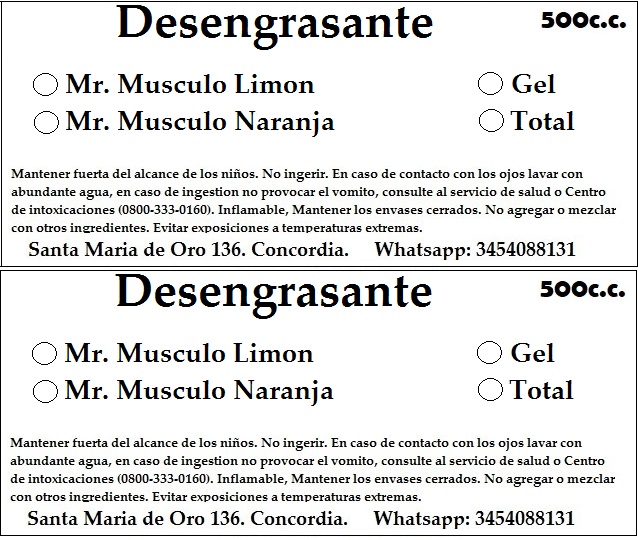 Desengrasante 500c.c.
Mr. Musculo Limon Gel
Mr. Musculo Naranja Total
Mantener fuerta del alcance de los niños. No ingerir. En caso de contacto con los ojos lavar con
abundante agua, en caso de ingestion no provocar el vomito, consulte al servicio de salud o Centro
de intoxicaciones (0800-333-0160). Inflamable, Mantener los envases cerrados. No agregar o mezclar
con otros ingredientes. Evitar exposiciones a temperaturas extremas.
Santa Maria de Oro 136. Concordia. Whatsapp: 3454088131
Desengrasante 500c.c.
Mr. Musculo Limon Gel
Mr. Musculo Naranja Total
Mantener fuerta del alcance de los niños. No ingerir. En caso de contacto con los ojos lavar con
abundante agua, en caso de ingestion no provocar el vomito, consulte al servicio de salud o Centro
de intoxicaciones (0800-333-0160). Inflamable, Mantener los envases cerrados. No agregar o mezclar
con otros ingredientes. Evitar exposiciones a temperaturas extremas.
Santa Maria de Oro 136. Concordia. Whatsapp: 3454088131